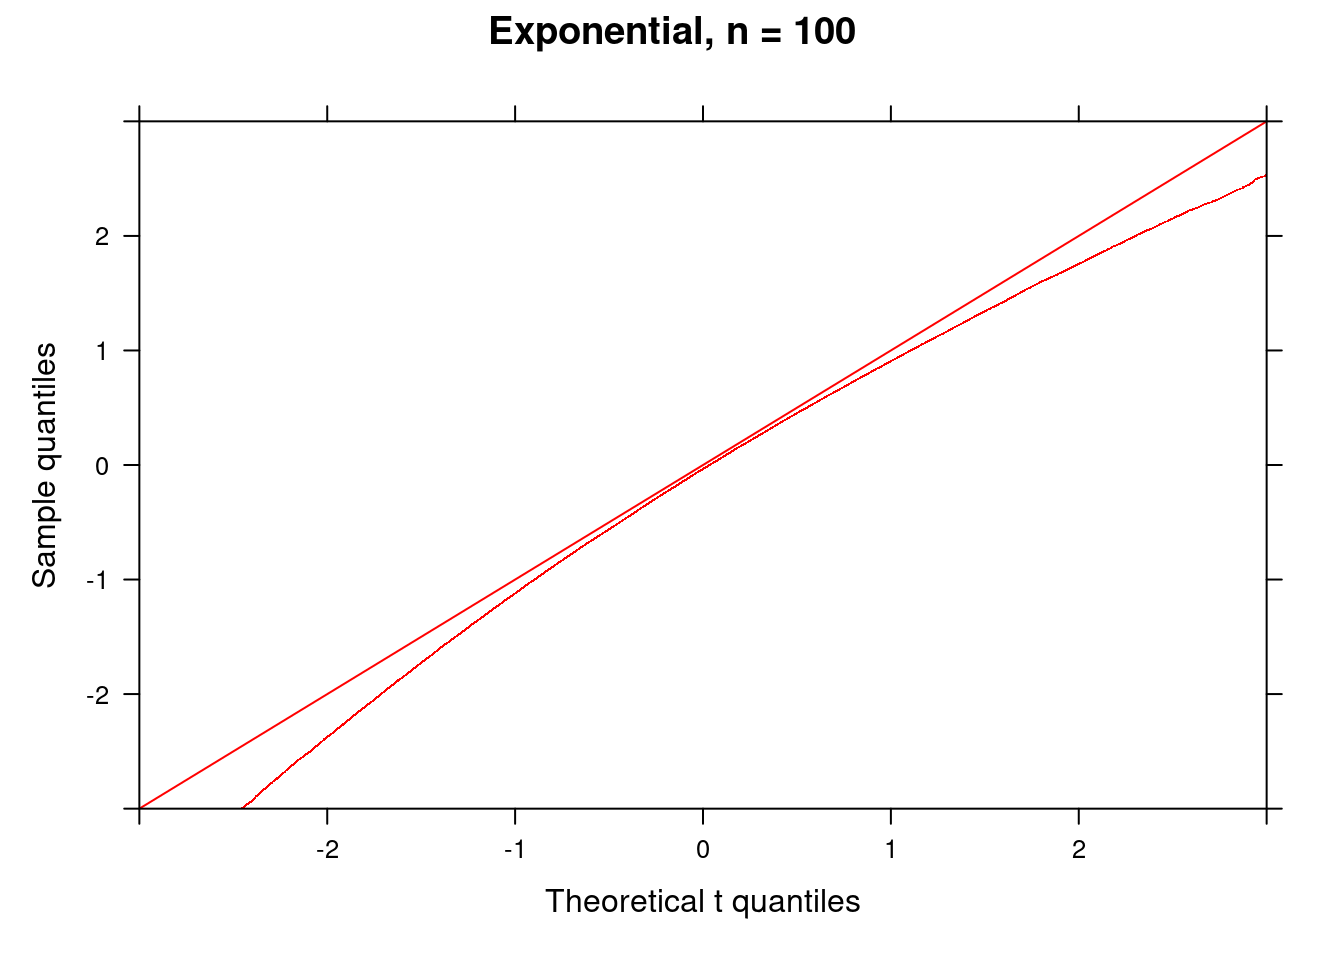 Exponential, n = 100
Sample quantiles
2
1
0
-1
-2
-2 -1 0 1 2
Theoretical t quantiles